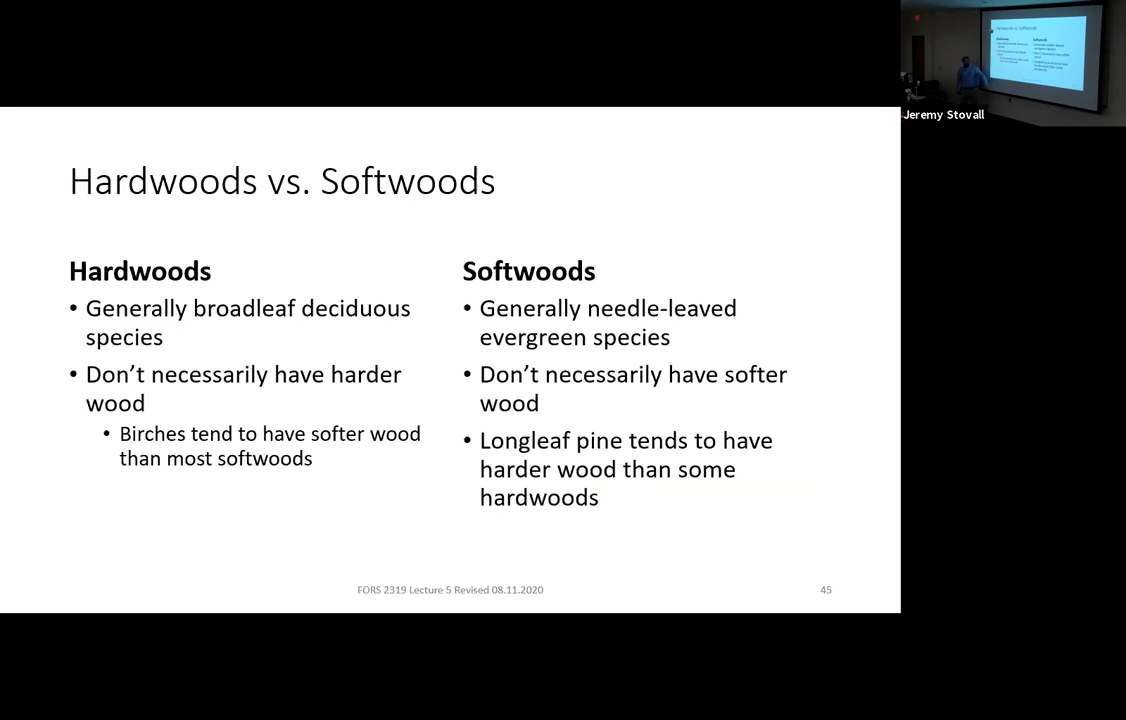 Jeremy Stovall
Hardwoods vs. Softwoods
Hardwoods
• Generally broadleaf deciduous
species
• Don't necessarily have harder
wood
• Birches tend to have softer wood
than most softwoods
Softwoods
• Generally needle-leaved
evergreen species
• Don't necessarily have softer
wood
• Longleaf pine tends to have
harder wood than some
hardwoods
FORS 2319 Lecture 5 Revised 08.11.2020
45